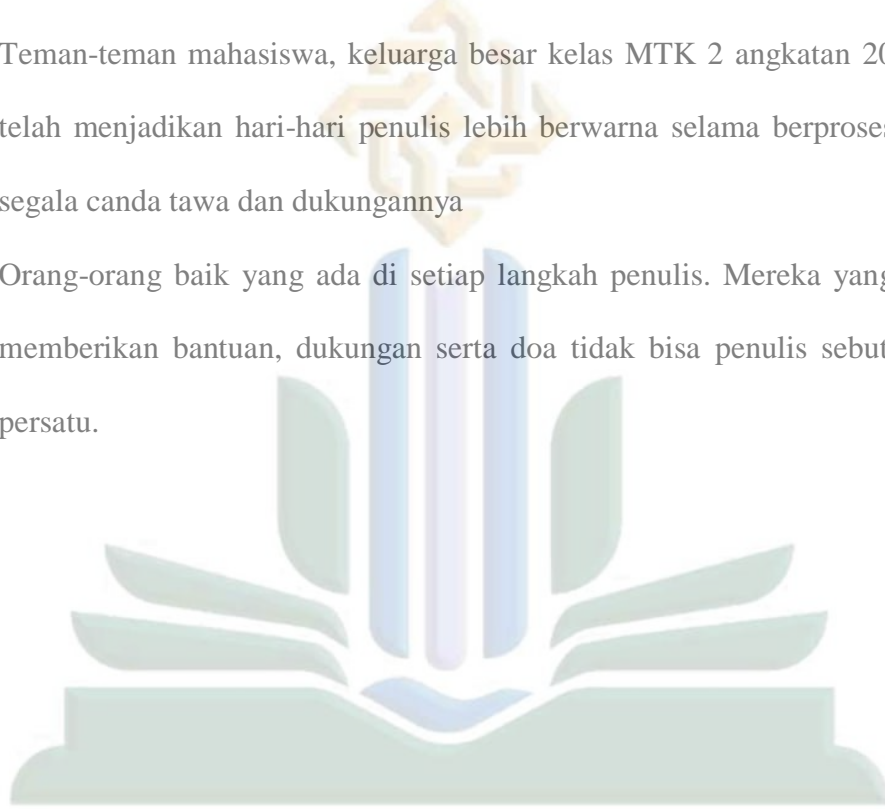 Teman-teman mahasiswa, keluarga besar kelas MTK 2 angkatan 20
telah menjadikan hari-hari penulis lebih berwarna selama berproses
segala canda tawa dan dukungannya
Orang-orang baik yang ada di setiap langkah penulis. Mereka yang
memberikan bantuan, dukungan serta doa tidak bisa penulis sebut
persatu.